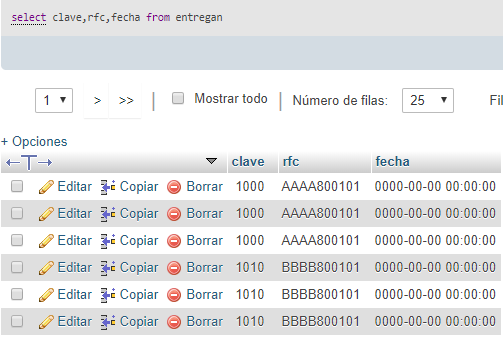 select clave,rfc,fecha from entregan
1 > >> | Mostrar todo | Número de filas: 25 Fil
+ Opciones
←T→ clave rfc fecha
Editar Copiar Borrar 1000 AAAA800101 0000-00-00 00:00:00
Editar Copiar Borrar 1000 AAAA800101 0000-00-00 00:00:00
Editar Copiar Borrar 1000 AAAA800101 0000-00-00 00:00:00
Editar Copiar Borrar 1010 BBBB800101 0000-00-00 00:00:00
Editar Copiar Borrar 1010 BBBB800101 0000-00-00 00:00:00
Editar Copiar Borrar 1010 BBBB800101 0000-00-00 00:00:00